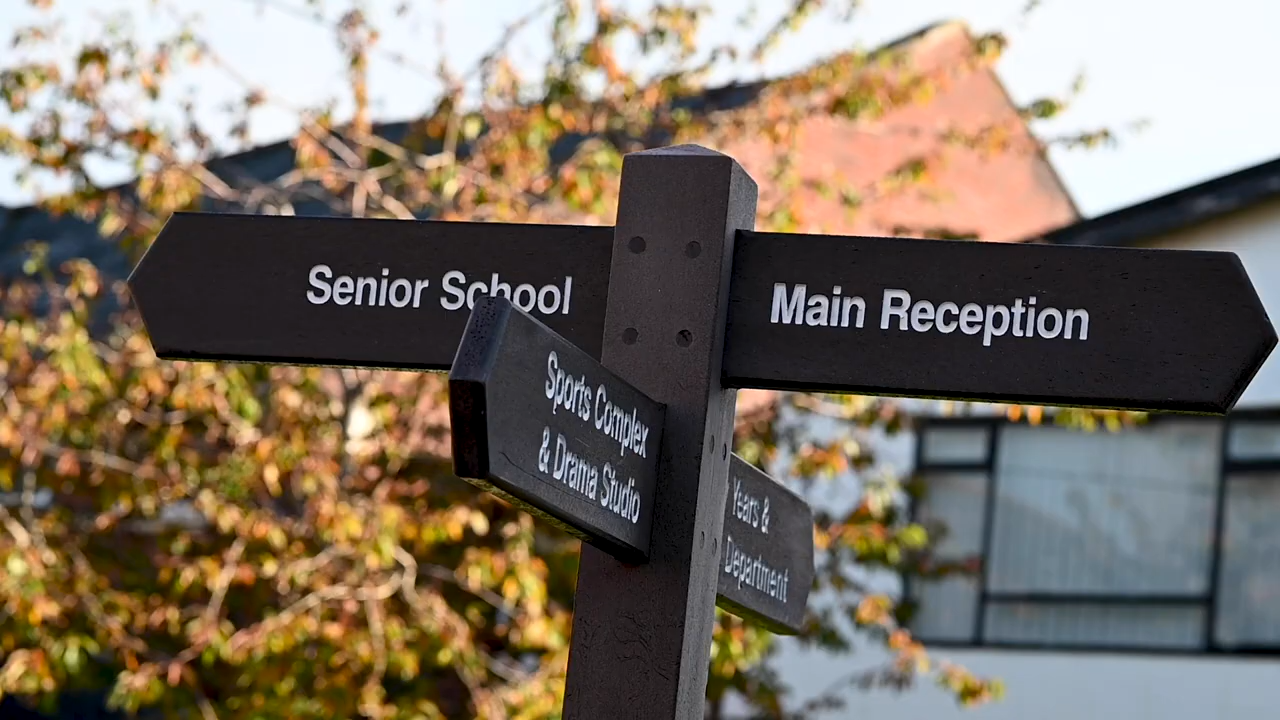 Senior School
Main Reception
Sports Complex
& Drama Studio
Years &
Department